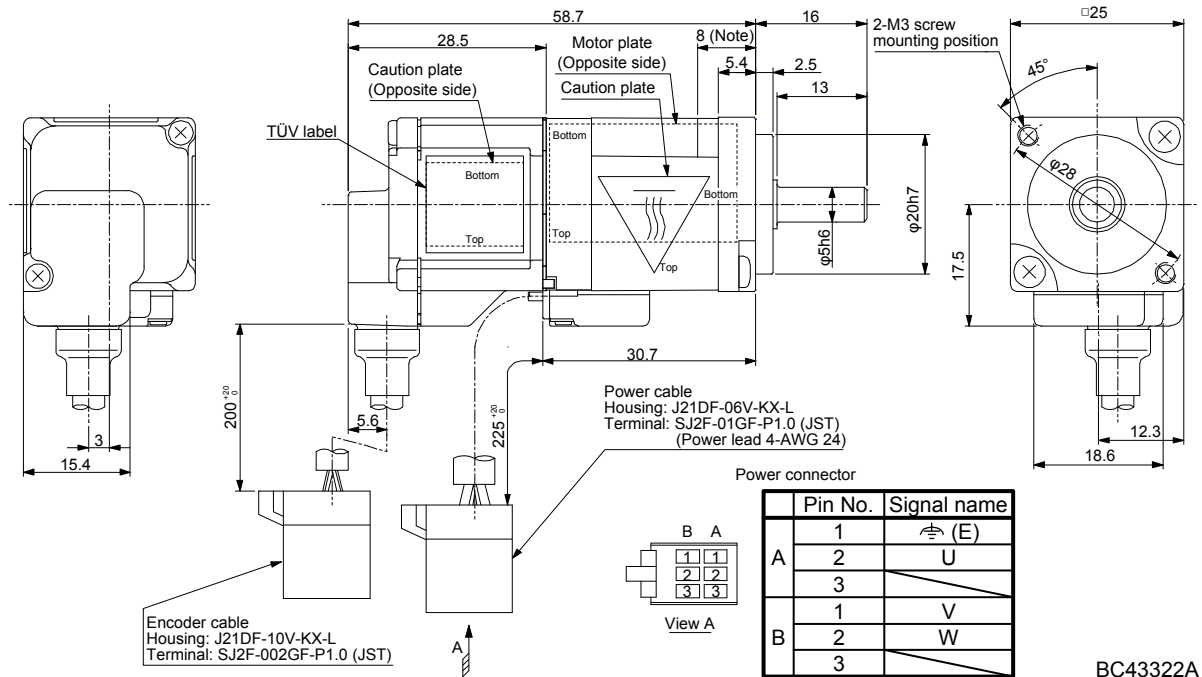 58.7
16
□25
28.5
8 (Note)
Motor plate
(Opposite side)
2-M3 screw
mounting position
5.4
2.5
Caution plate
(Opposite side)
Caution plate
13
45°
TÜV label
Bottom
Bottom
Bottom
Top
Top
Top
φ20h7
φ5h6
φ28
17.5
30.7
200 +20 0
225 +20 0
Power cable
Housing: J21DF-06V-KX-L
Terminal: SJ2F-01GF-P1.0 (JST)
(Power lead 4-AWG 24)
5.6
3
15.4
12.3
18.6
Power connector
Pin No. Signal name
A
1 (E)
2 U
3
B
1 V
2 W
3
B A
1 1
2 2
3 3
View A
A
Encoder cable
Housing: J21DF-10V-KX-L
Terminal: SJ2F-002GF-P1.0 (JST)
BC43322A